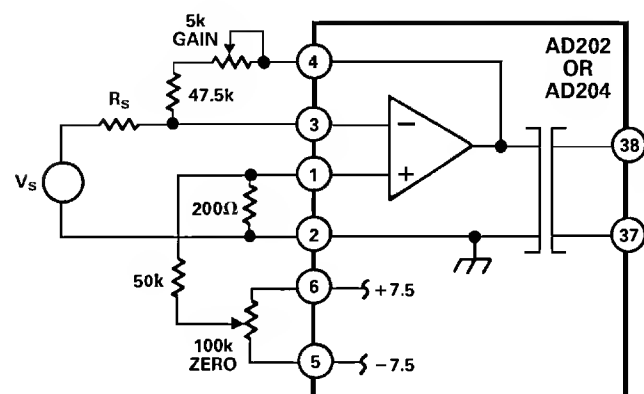 5k
GAIN
4
AD202
OR
AD204
RS
47.5k
3
38
VS
1
200Ω
2
37
50k
6
+7.5
100k
ZERO
5
−7.5
−
+